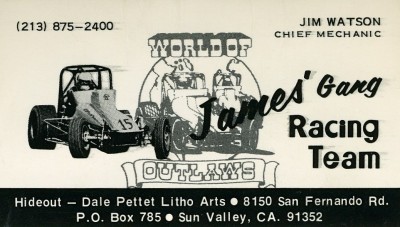 (213) 875-2400
JIM WATSON
CHIEF MECHANIC
WORLD OF
OUTLAWS
James' Gang
Racing
Team
15
Hideout — Dale Pettet Litho Arts ● 8150 San Fernando Rd.
P.O. Box 785 ● Sun Valley, CA. 91352